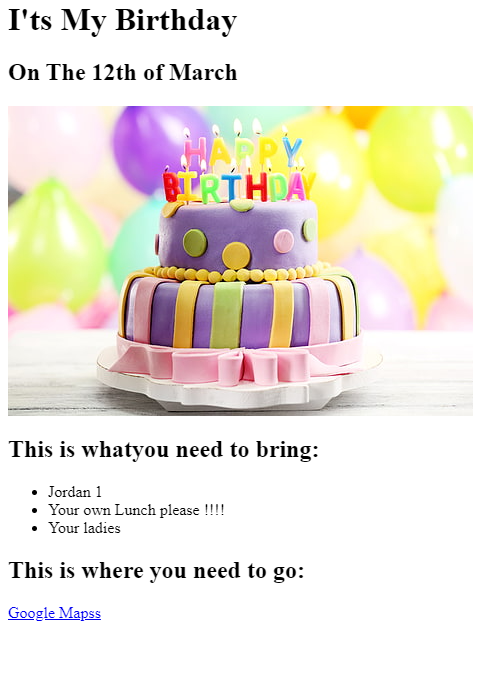 I'ts My Birthday
On The 12th of March
HAPPY
BIRTHDAY
This is whatyou need to bring:
Jordan 1
Your own Lunch please !!!!
Your ladies
This is where you need to go:
Google Mapss